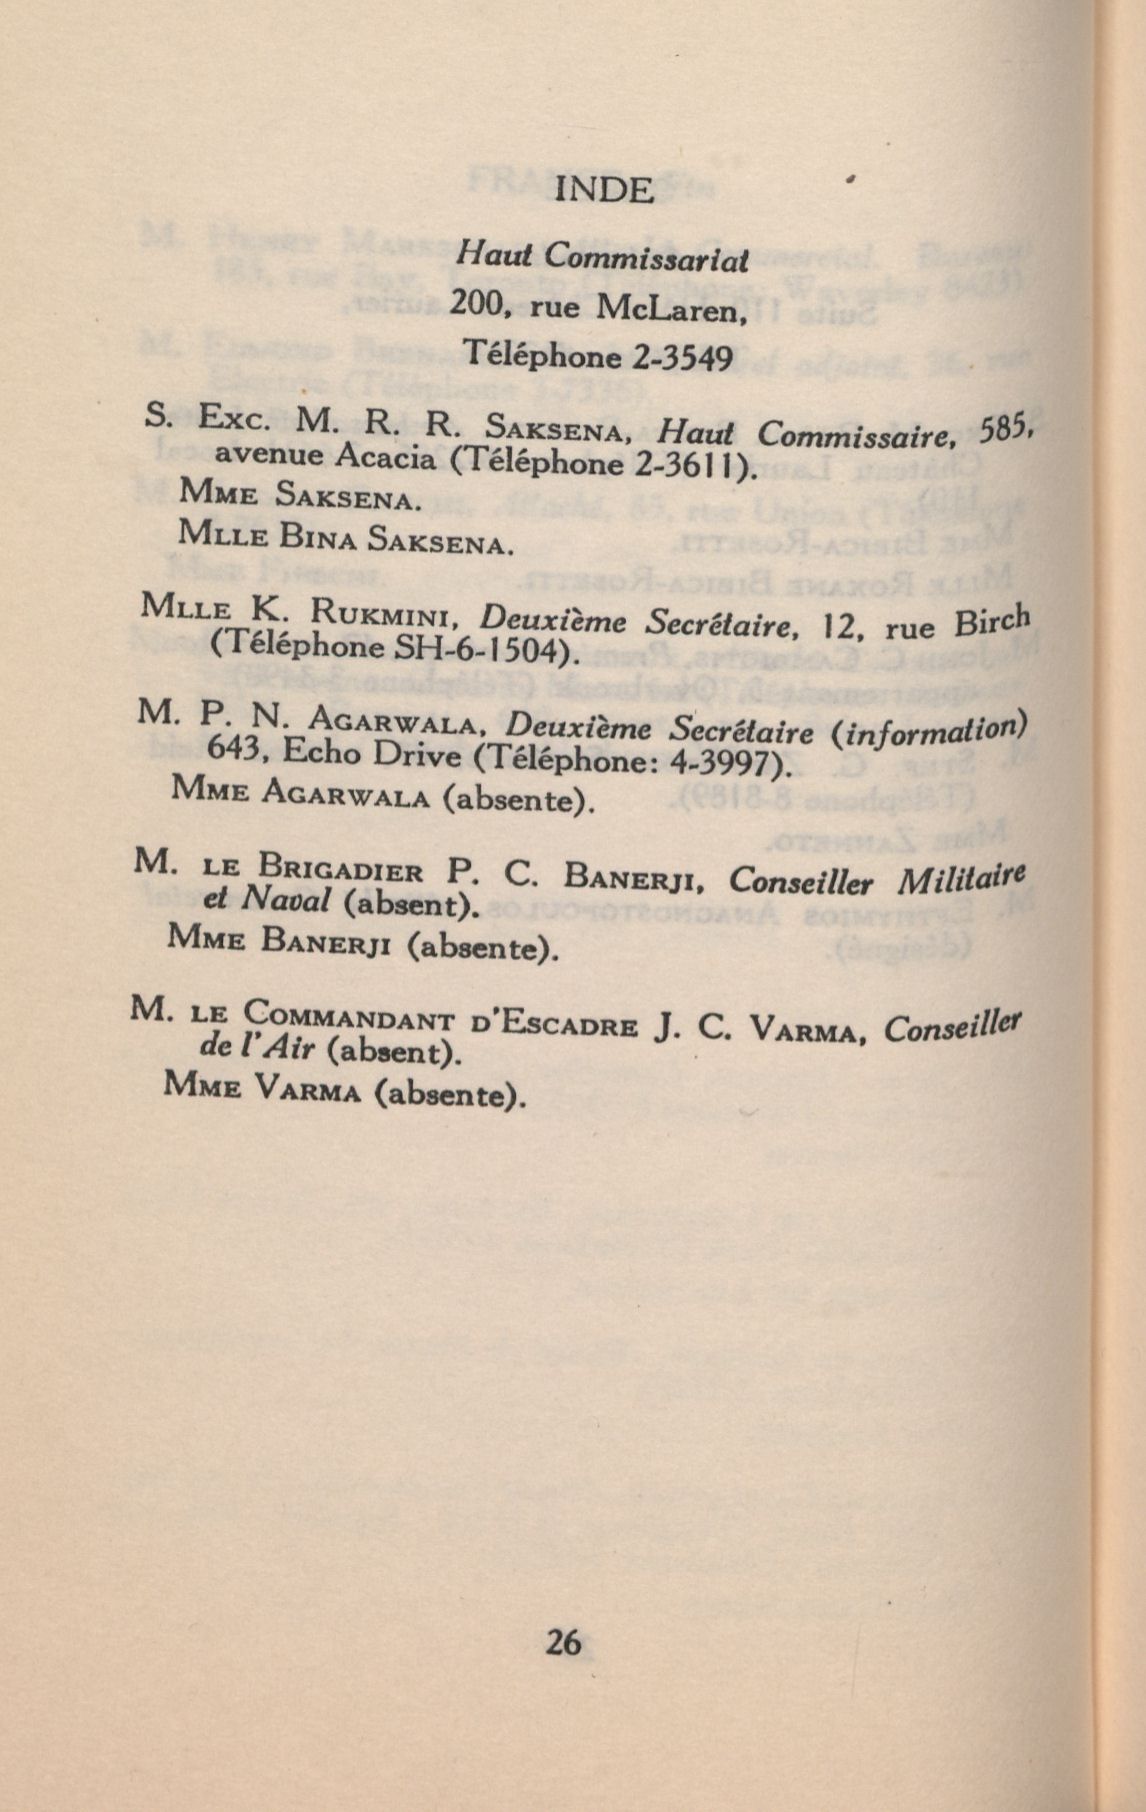 INDE
Haut Commissariat
200, rue McLaren,
Téléphone 2-3549
S. Exc. M. R. R. Saksena, Haut Commissaire, 585,
avenue Acacia (Téléphone 2-3611).
Mme Saksena.
Mlle Bina Saksena.
Mlle K. Rukmini, Deuxième Secrétaire, 12, rue Birch
(Téléphone SH-6-1504).
M. P. N. Agarwala, Deuxième Secrétaire (information)
643, Echo Drive (Téléphone: 4-3997).
Mme Agarwala (absente).
M. le Brigadier P. C. Banerji, Conseiller Militaire
et Naval (absent).
Mme Banerji (absente).
M. le Commandant d'Escadre J. C. Varma, Conseiller
de l'Air (absent).
Mme Varma (absente).
26